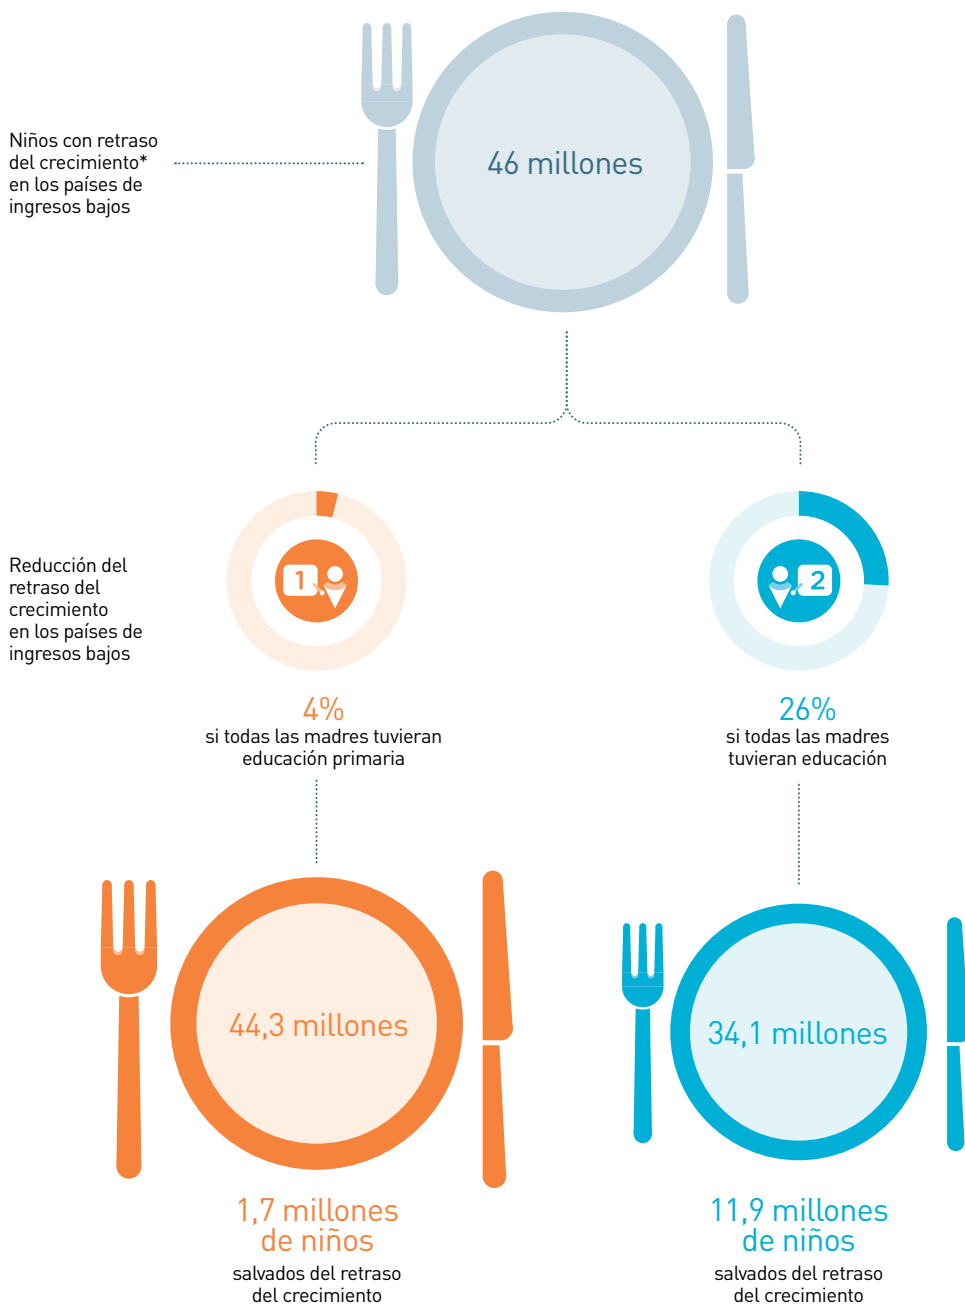 Niños con retraso
del crecimiento*
en los países de
ingresos bajos
46 millones
Reducción del
retraso del
crecimiento
en los países de
ingresos bajos
1
2
4%
si todas las madres tuvieran
educación primaria
26%
si todas las madres
tuvieran educación
44,3 millones
34,1 millones
1,7 millones
de niños
salvados del retraso
del crecimiento
11,9 millones
de niños
salvados del retraso
del crecimiento